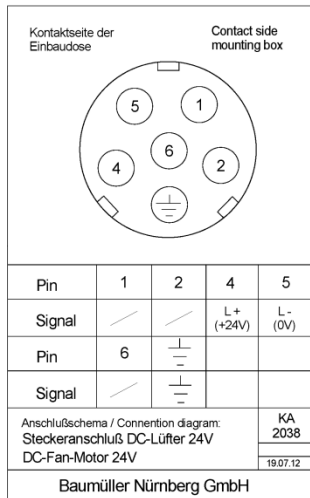 Kontaktseite der
Einbaudose
Contact side
mounting box
5 1
6
4 2
Pin 1 2 4 5
Signal L+ L-
(+24V) (0V)
Pin 6
Signal
Anschlußschema / Connention diagram:
Steckeranschluß DC-Lüfter 24V
DC-Fan-Motor 24V
KA
2038
19.07.12
Baumüller Nürnberg GmbH